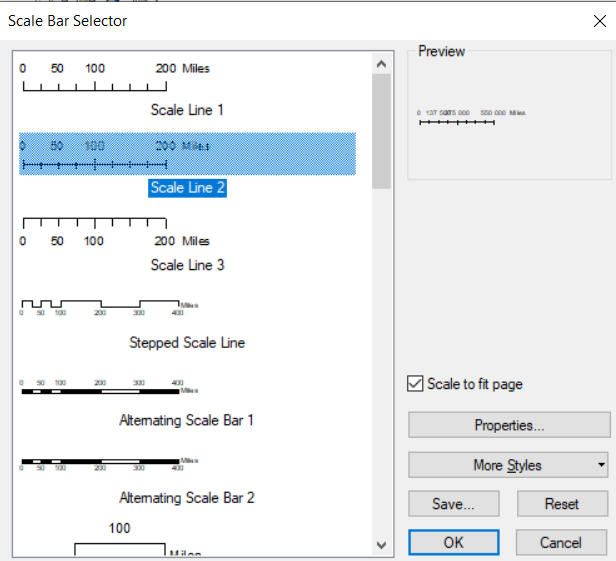 Scale Bar Selector
0 50 100 200 Miles
Scale Line 1
0 50 100 200 Miles
Scale Line 2
0 50 100 200 Miles
Scale Line 3
Miles
0 50 100 200 300 400
Stepped Scale Line
0 50 100 200 300 400
Miles
Alternating Scale Bar 1
Miles
0 50 100 200 300 400
Alternating Scale Bar 2
100
Miles
Preview
0 137 500 275 000 550 000 Miles
Scale to fit page
Properties...
More Styles
Save...
Reset
OK
Cancel